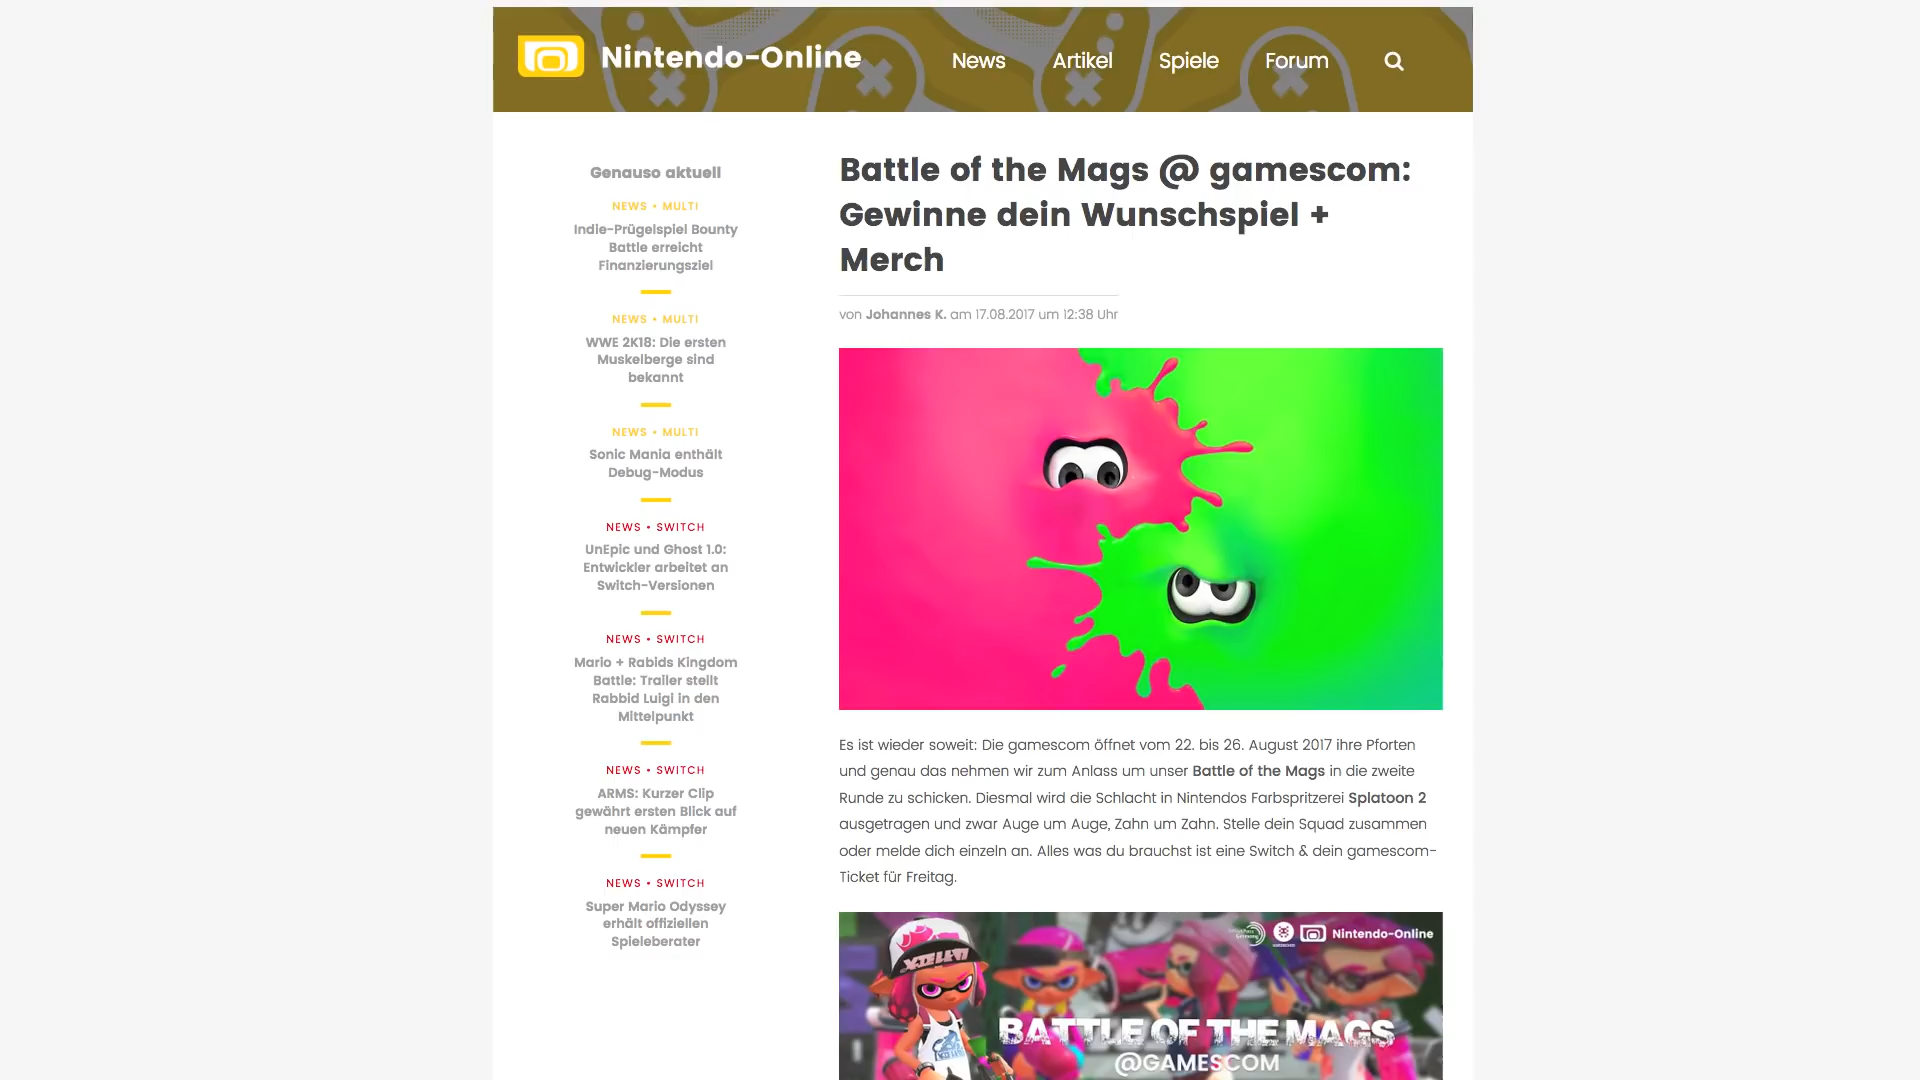 Nintendo-Online
News Artikel Spiele Forum
Genauso aktuell
NEWS • MULTI
Indie-Prügelspiel Bounty
Battle erreicht
Finanzierungsziel
NEWS • MULTI
WWE 2K18: Die ersten
Muskelberge sind
bekannt
NEWS • MULTI
Sonic Mania enthält
Debug-Modus
NEWS • SWITCH
UnEpic und Ghost 1.0:
Entwickler arbeitet an
Switch-Versionen
NEWS • SWITCH
Mario + Rabids Kingdom
Battle: Trailer stellt
Rabbid Luigi in den
Mittelpunkt
NEWS • SWITCH
ARMS: Kurzer Clip
gewährt ersten Blick auf
neuen Kämpfer
NEWS • SWITCH
Super Mario Odyssey
erhält offiziellen
Spieleberater
Battle of the Mags @ gamescom:
Gewinne dein Wunschspiel +
Merch
von Johannes K. am 17.08.2017 um 12:38 Uhr
Es ist wieder soweit: Die gamescom öffnet vom 22. bis 26. August 2017 ihre Pforten
und genau das nehmen wir zum Anlass um unser Battle of the Mags in die zweite
Runde zu schicken. Diesmal wird die Schlacht in Nintendos Farbspritzerei Splatoon 2
ausgetragen und zwar Auge um Auge, Zahn um Zahn. Stelle dein Squad zusammen
oder melde dich einzeln an. Alles was du brauchst ist eine Switch & dein gamescom-
Ticket für Freitag.
Nintendo-Online
BATTLE OF THE MAGS
@GAMESCOM